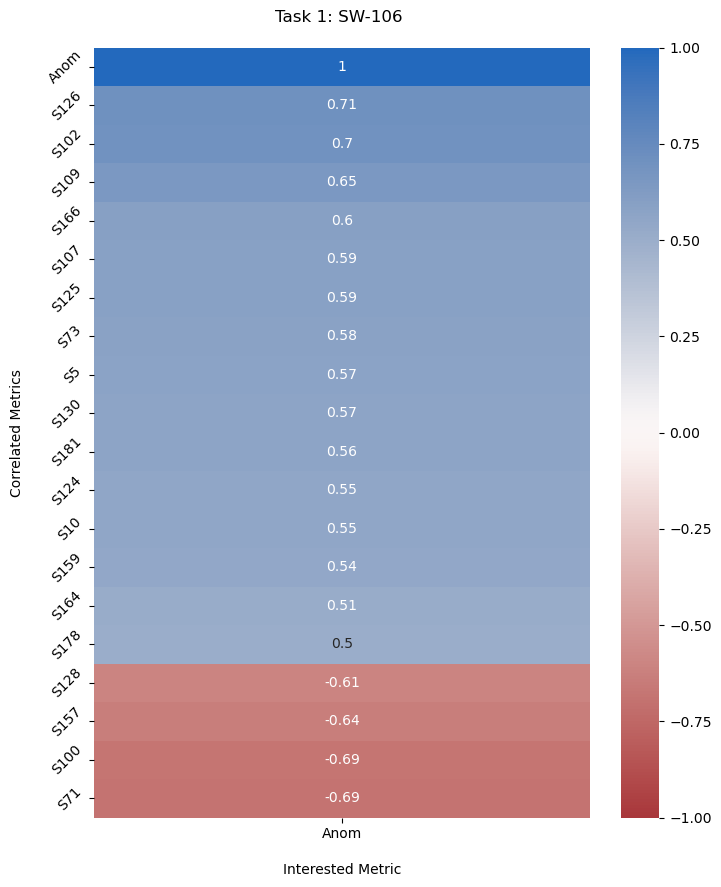 Task 1: SW-106
Correlated Metrics
Anom 1
S126 0.71
S102 0.7
S109 0.65
S166 0.6
S107 0.59
S125 0.59
S73 0.58
S5 0.57
S130 0.57
S181 0.56
S124 0.55
S10 0.55
S159 0.54
S164 0.51
S178 0.5
S128 -0.61
S157 -0.64
S100 -0.69
S71 -0.69
Anom
Interested Metric
1.00
0.75
0.50
0.25
0.00
−0.25
−0.50
−0.75
−1.00